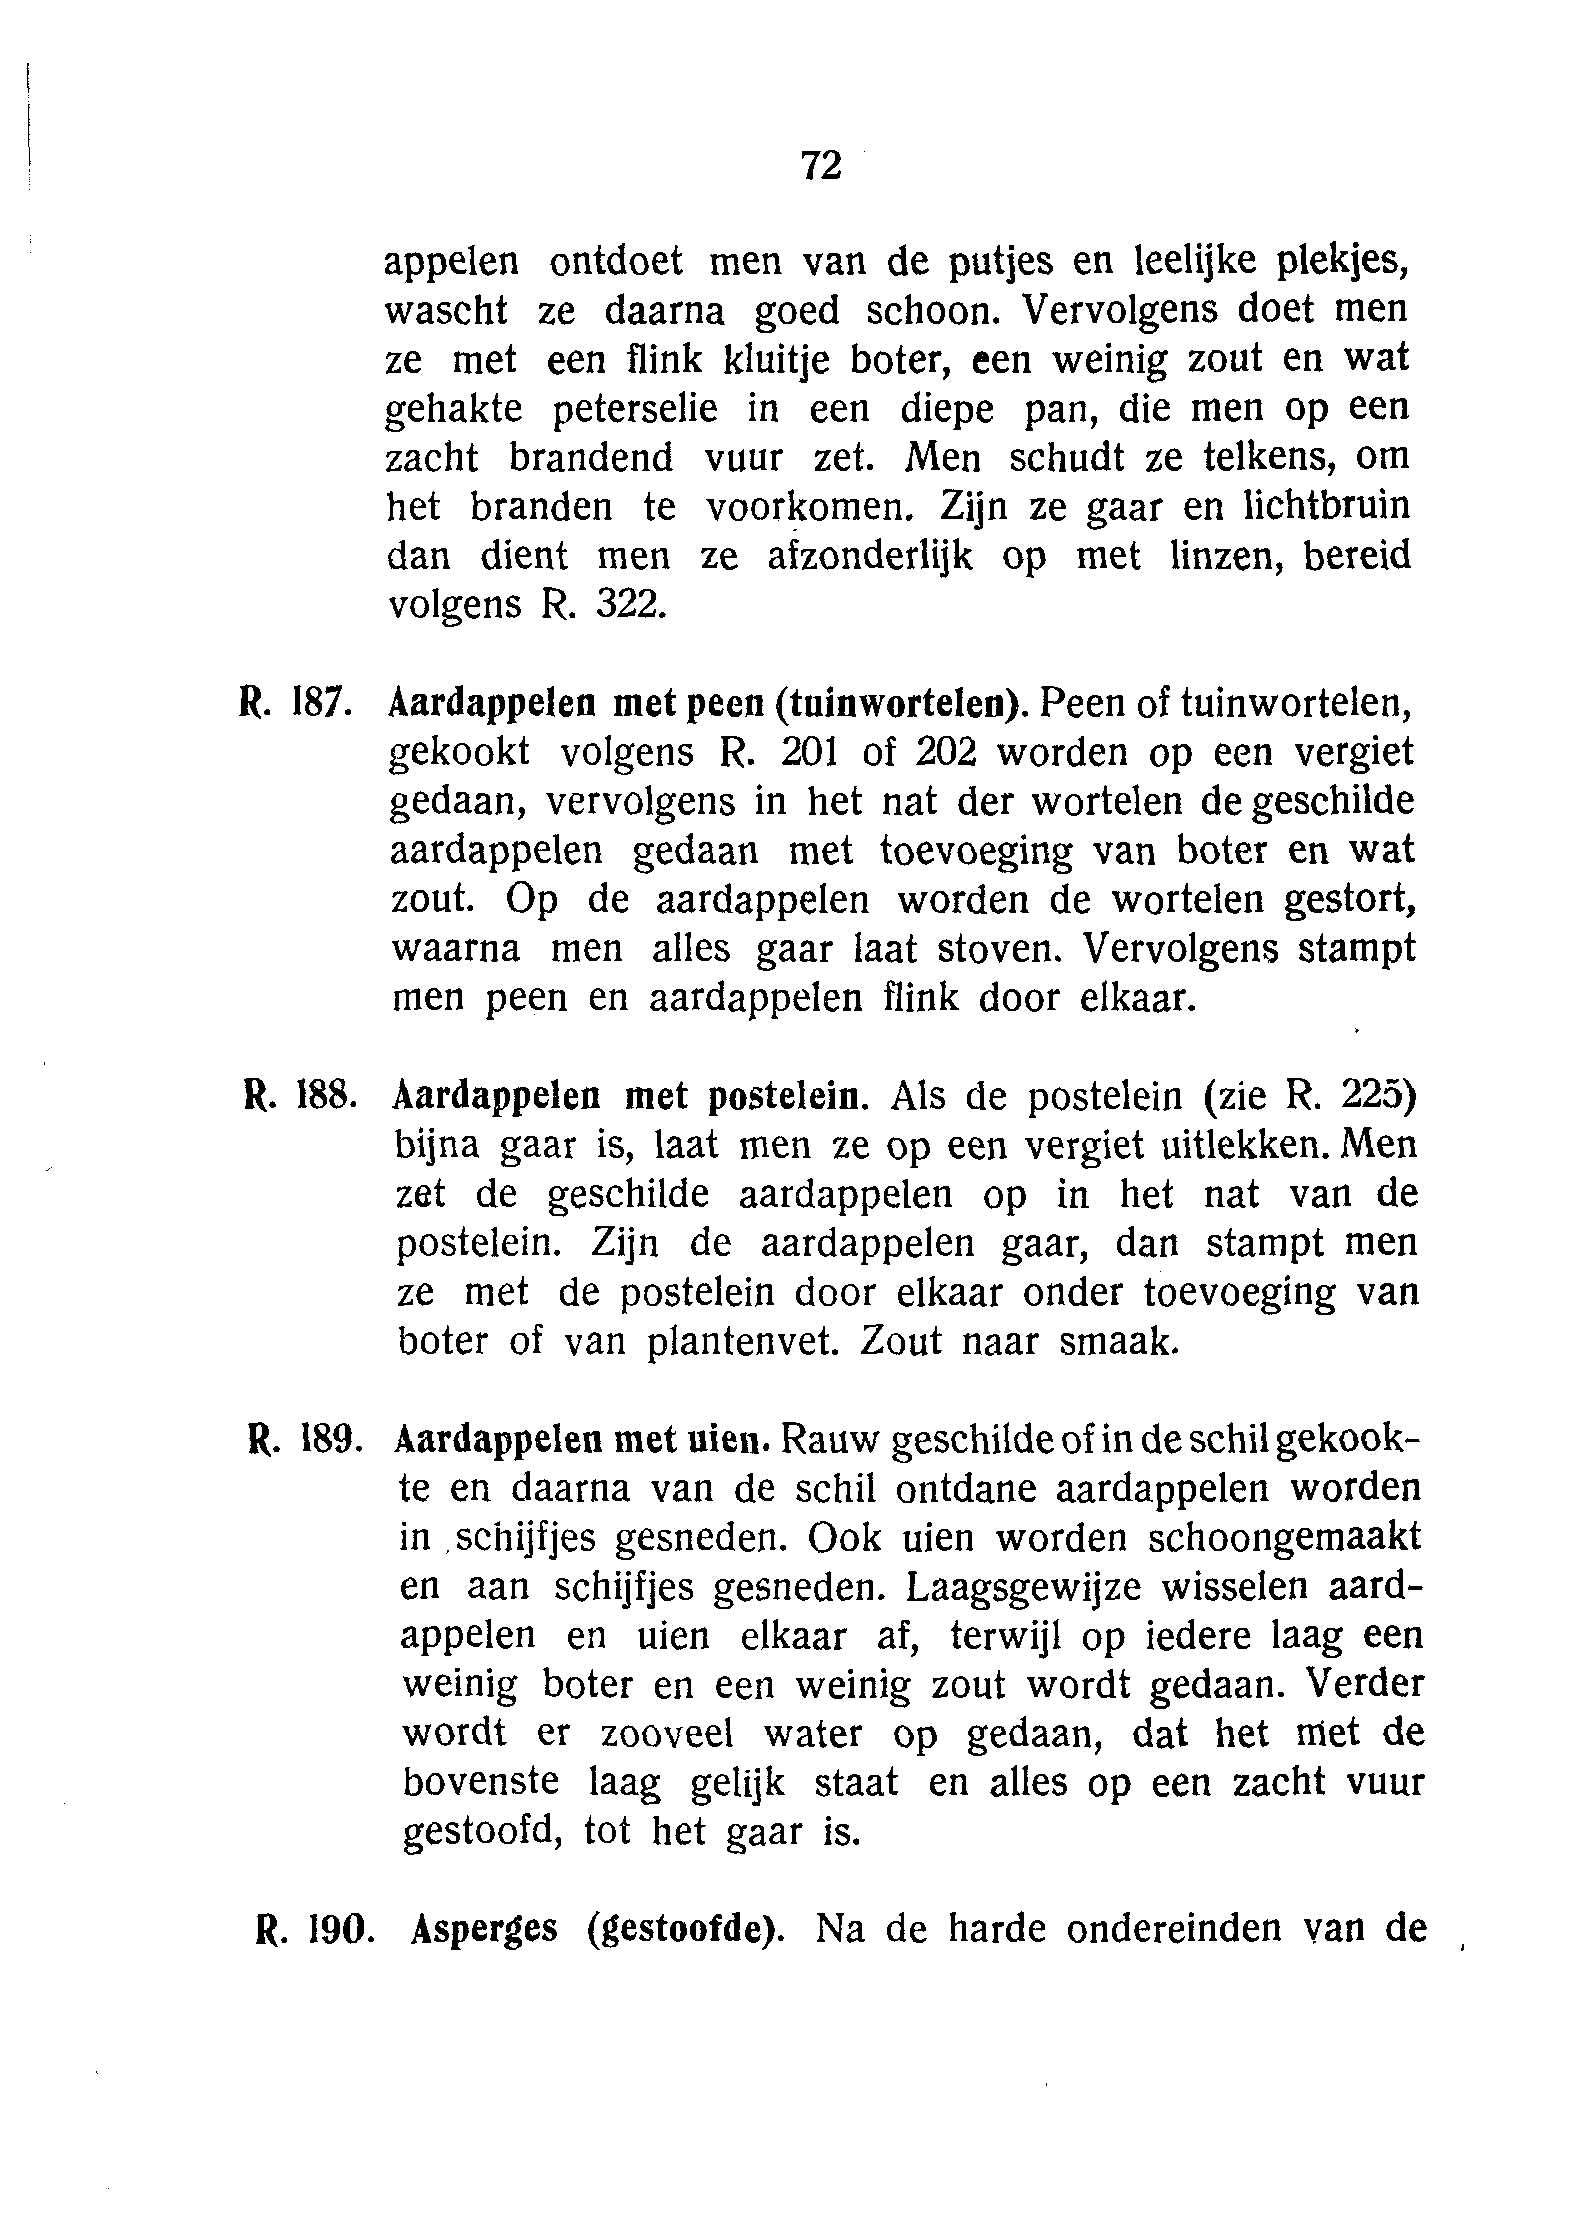 72
appelen ontdoet men van de putjes en leelijke plekjes,
wascht ze daarna goed schoon. Vervolgens doet men
ze met een flink kluitje boter, een weinig zout en wat
gehakte peterselie in een diepe pan, die men op een
zacht brandend vuur zet. Men schudt ze telkens, om
het branden te voorkomen. Zijn ze gaar en lichtbruin
dan dient men ze afzonderlijk op met linzen, bereid
volgens R. 322.
R. 187. Aardappelen met peen (tuinwortelen). Peen of tuinwortelen,
gekookt volgens R. 201 of 202 worden op een vergiet
gedaan, vervolgens in het nat der wortelen de geschilde
aardappelen gedaan met toevoeging van boter en wat
zout. Op de aardappelen worden de wortelen gestort,
waarna men alles gaar laat stoven. Vervolgens stampt
men peen en aardappelen flink door elkaar.
R. 188. Aardappelen met postelein. Als de postelein (zie R. 225)
bijna gaar is, laat men ze op een vergiet uitlekken. Men
zet de geschilde aardappelen op in het nat van de
postelein. Zijn de aardappelen gaar, dan stampt men
ze met de postelein door elkaar onder toevoeging van
boter of van plantenvet. Zout naar smaak.
R. 189. Aardappelen met uien. Rauw geschilde of in de schil gekook-
te en daarna van de schil ontdane aardappelen worden
in schijfjes gesneden. Ook uien worden schoongemaakt
en aan schijfjes gesneden. Laagsgewijze wisselen aard-
appelen en uien elkaar af, terwijl op iedere laag een
weinig boter en een weinig zout wordt gedaan. Verder
wordt er zooveel water op gedaan, dat het met de
bovenste laag gelijk staat en alles op een zacht vuur
gestoofd, tot het gaar is.
R. 190. Asperges (gestoofde). Na de harde ondereinden van de